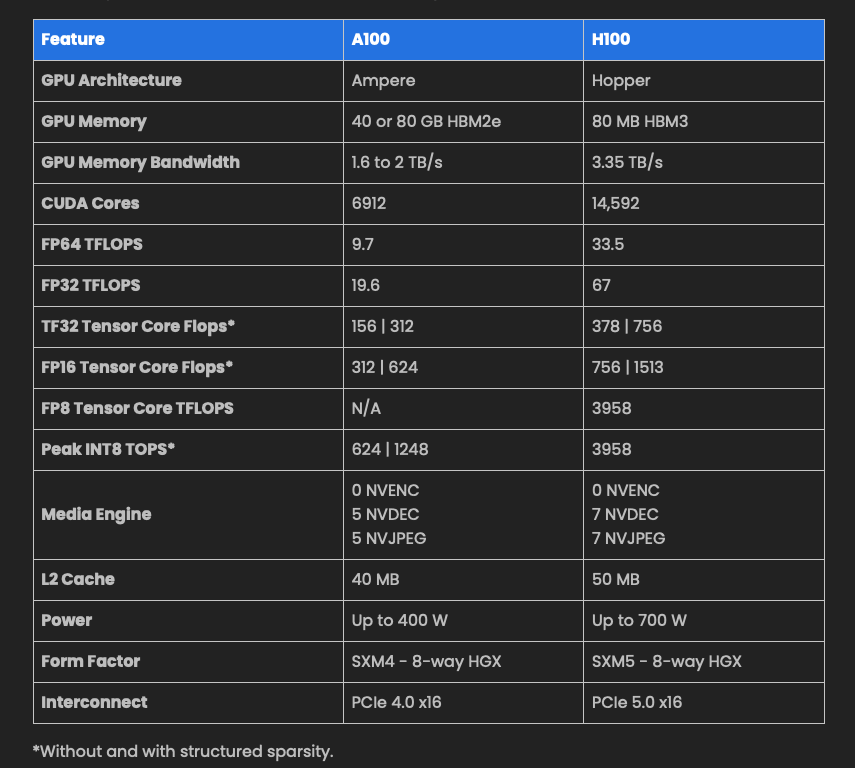 Feature A100 H100
GPU Architecture Ampere Hopper
GPU Memory 40 or 80 GB HBM2e 80 MB HBM3
GPU Memory Bandwidth 1.6 to 2 TB/s 3.35 TB/s
CUDA Cores 6912 14,592
FP64 TFLOPS 9.7 33.5
FP32 TFLOPS 19.6 67
TF32 Tensor Core Flops* 156 | 312 378 | 756
FP16 Tensor Core Flops* 312 | 624 756 | 1513
FP8 Tensor Core TFLOPS N/A 3958
Peak INT8 TOPS* 624 | 1248 3958
Media Engine
0 NVENC
5 NVDEC
5 NVJPEG
0 NVENC
7 NVDEC
7 NVJPEG
L2 Cache 40 MB 50 MB
Power Up to 400 W Up to 700 W
Form Factor SXM4 - 8-way HGX SXM5 - 8-way HGX
Interconnect PCIe 4.0 x16 PCIe 5.0 x16
*Without and with structured sparsity.